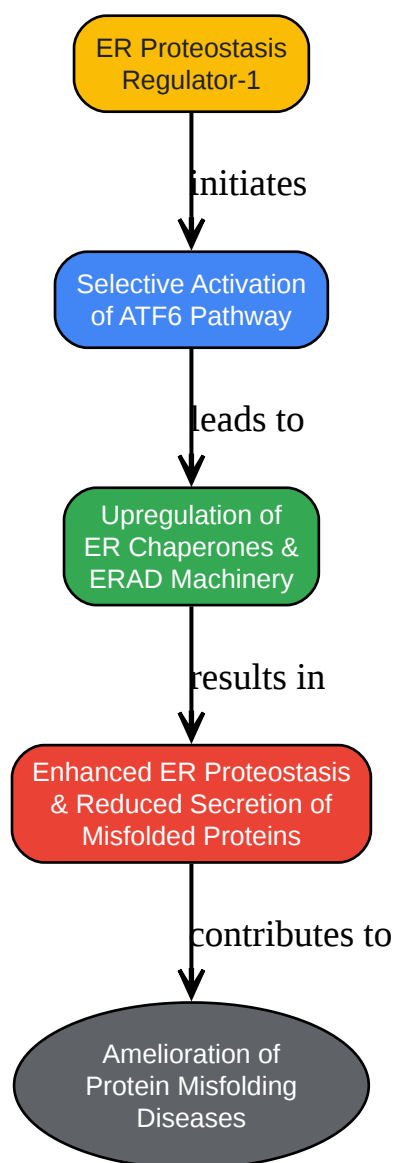 ER Proteostasis
Regulator-1
initiates
Selective Activation
of ATF6 Pathway
leads to
Upregulation of
ER Chaperones &
ERAD Machinery
results in
Enhanced ER Proteostasis
& Reduced Secretion of
Misfolded Proteins
contributes to
Amelioration of
Protein Misfolding
Diseases